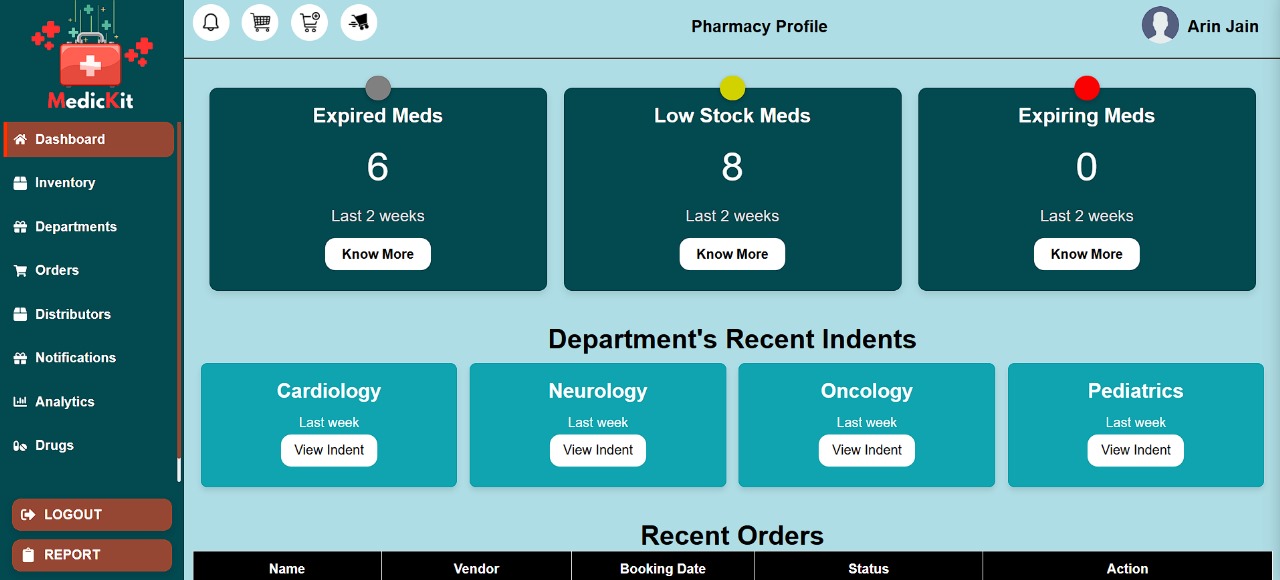 MedicKit
Dashboard
Inventory
Departments
Orders
Distributors
Notifications
Analytics
Drugs
LOGOUT
REPORT
Pharmacy Profile
Arin Jain
Expired Meds
6
Last 2 weeks
Know More
Low Stock Meds
8
Last 2 weeks
Know More
Expiring Meds
0
Last 2 weeks
Know More
Department's Recent Indents
Cardiology
Last week
View Indent
Neurology
Last week
View Indent
Oncology
Last week
View Indent
Pediatrics
Last week
View Indent
Recent Orders
Name Vendor Booking Date Status Action